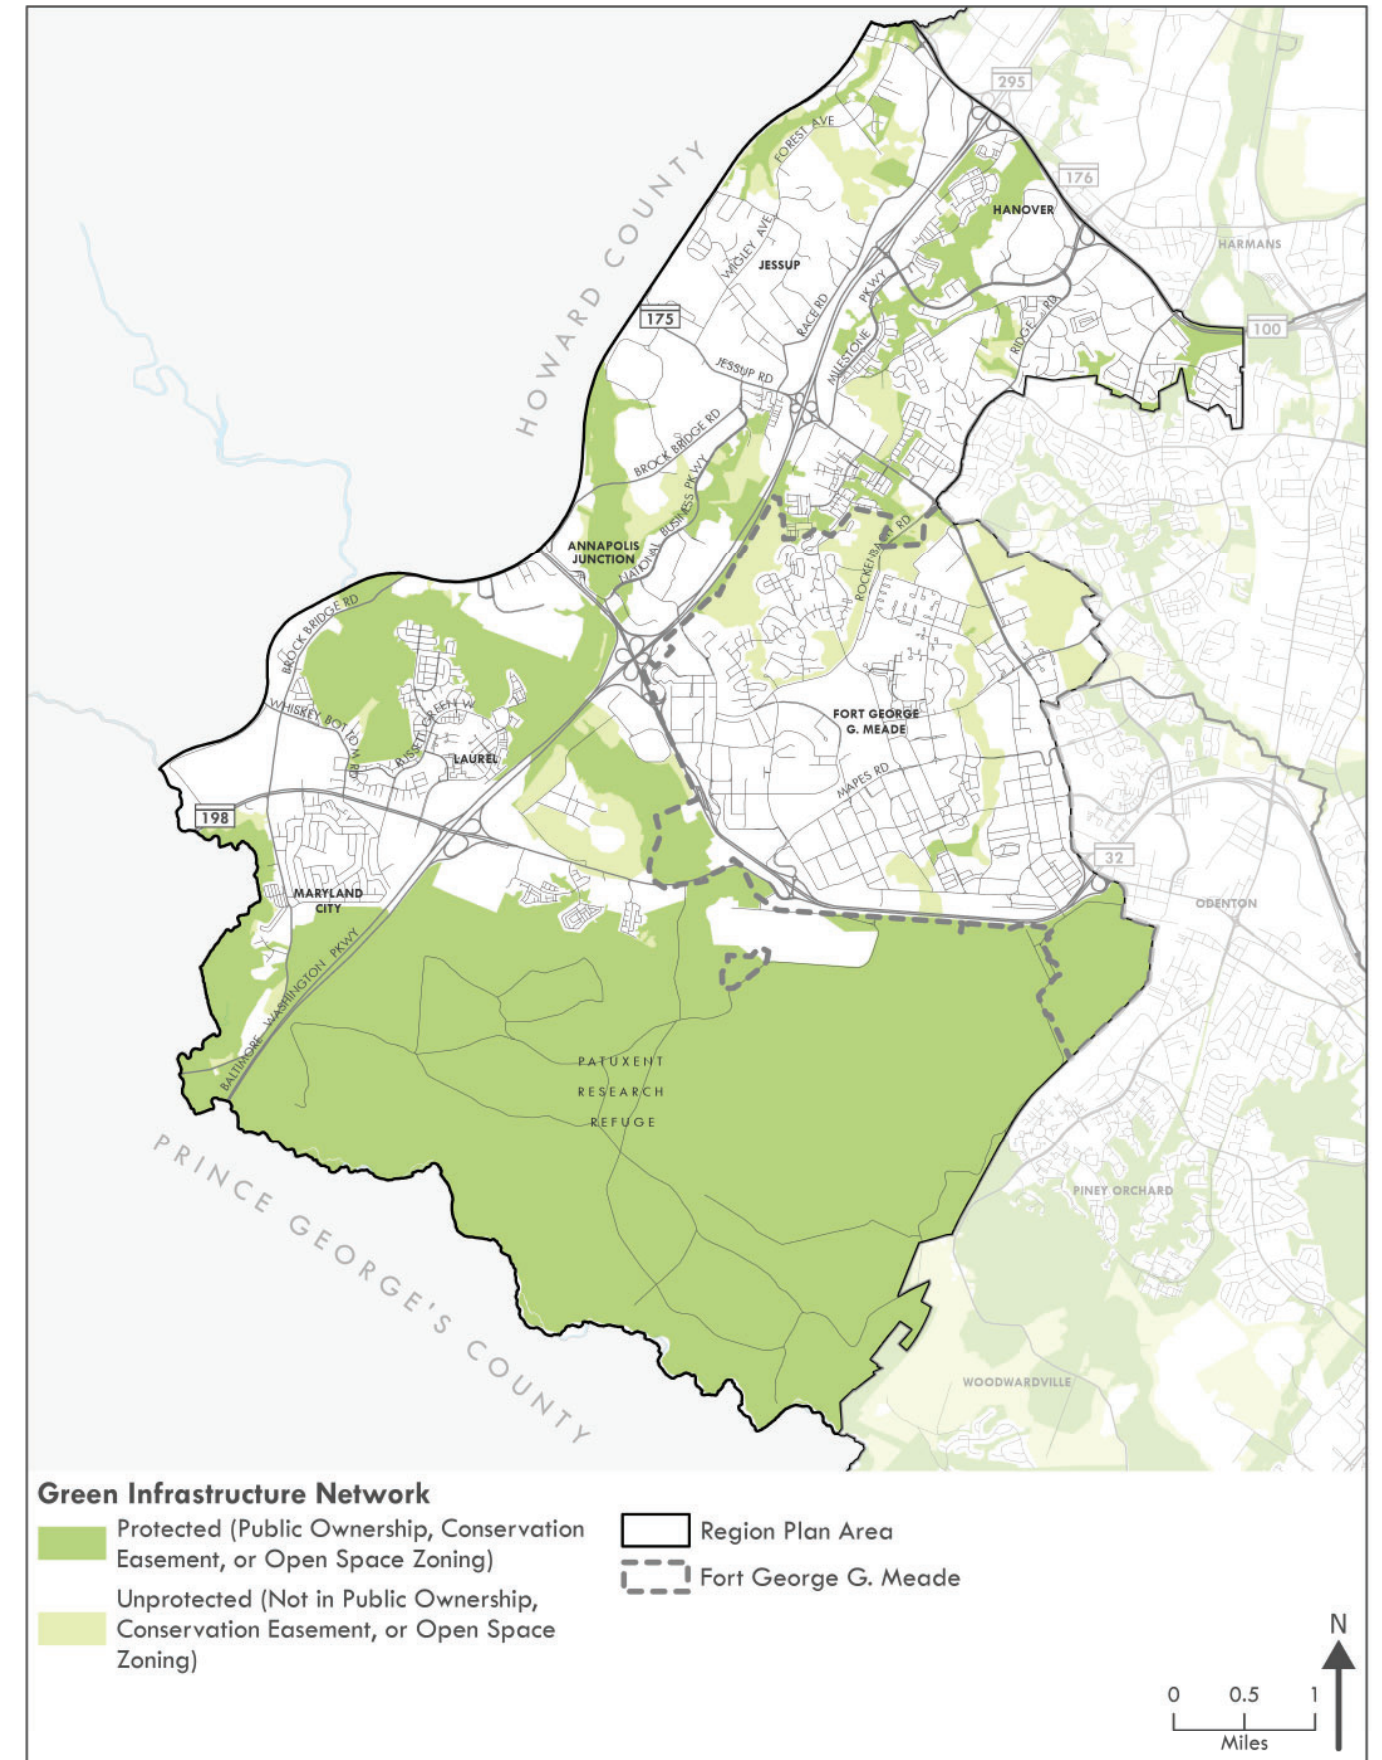 295
FOREST AVE
176
HANOVER
HARMANS
HOWARD COUNTY
WIGLEY AVE
JESSUP
PKWY
175
RACE RD
RIDGE RD
100
MILESTONE
JESSUP RD
BROCK BRIDGE RD
NATIONAL BUSINESS PKWY
ANNAPOLIS
JUNCTION
ROCKENBACH RD
BROCK BRIDGE RD
WHISKEY BOTTOM RD
RUSSETT GREEN W
LAUREL
FORT GEORGE
G. MEADE
MAPES RD
198
32
MARYLAND
CITY
ODENTON
BALTIMORE WASHINGTON PKWY
PATUXENT
RESEARCH
REFUGE
PRINCE GEORGE'S COUNTY
PINEY ORCHARD
WOODWARDVILLE
Green Infrastructure Network
Protected (Public Ownership, Conservation
Easement, or Open Space Zoning)
Unprotected (Not in Public Ownership,
Conservation Easement, or Open Space
Zoning)
Region Plan Area
Fort George G. Meade
N
0 0.5 1
Miles